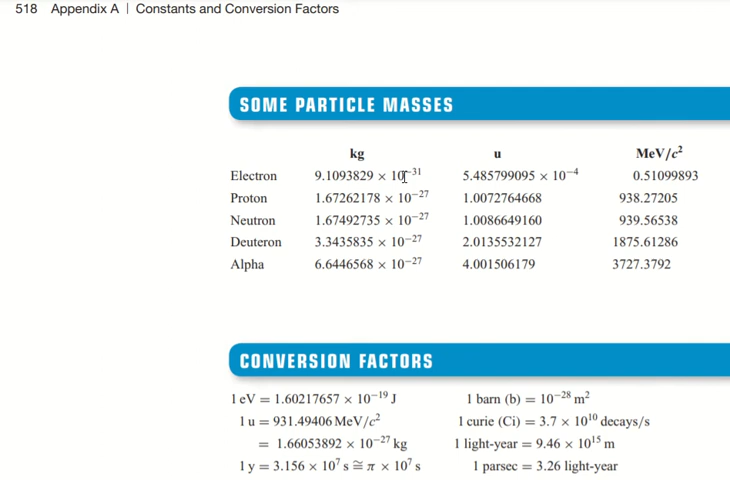 518 Appendix A | Constants and Conversion Factors
SOME PARTICLE MASSES
kg u MeV/c²
Electron 9.1093829 × 10⁻³¹ 5.485799095 × 10⁻⁴ 0.51099893
Proton 1.67262178 × 10⁻²⁷ 1.0072764668 938.27205
Neutron 1.67492735 × 10⁻²⁷ 1.0086649160 939.56538
Deuteron 3.3435835 × 10⁻²⁷ 2.0135532127 1875.61286
Alpha 6.6446568 × 10⁻²⁷ 4.001506179 3727.3792
CONVERSION FACTORS
1 eV = 1.60217657 × 10⁻¹⁹ J 1 barn (b) = 10⁻²⁸ m²
1 u = 931.49406 MeV/c² 1 curie (Ci) = 3.7 × 10¹⁰ decays/s
= 1.66053892 × 10⁻²⁷ kg 1 light-year = 9.46 × 10¹⁵ m
1 y = 3.156 × 10⁷ s ≅ π × 10⁷ s 1 parsec = 3.26 light-year